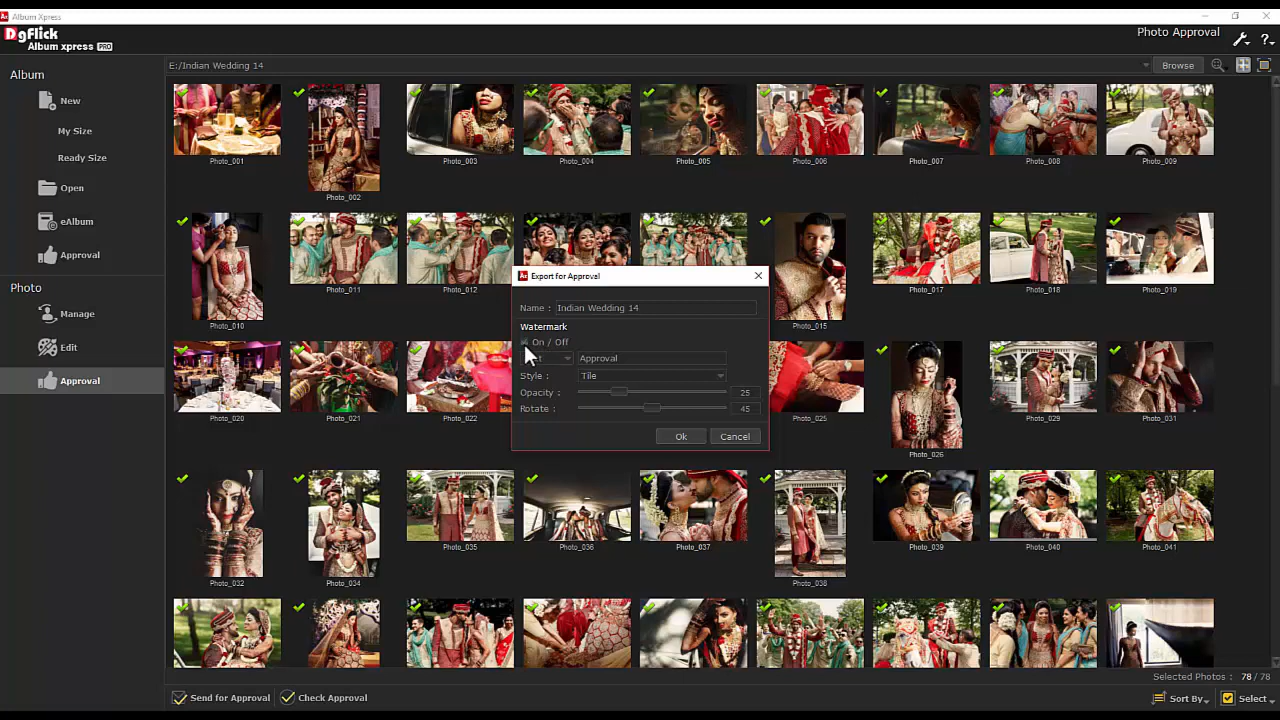 Album Xpress
DgFlick
Album xpress PRO
Photo Approval
?
Album
New
My Size
Ready Size
Open
eAlbum
Approval
Photo
Manage
Edit
Approval
E:/Indian Wedding 14
Browse
Photo_001
Photo_002
Photo_003
Photo_004
Photo_005
Photo_006
Photo_007
Photo_008
Photo_009
Photo_010
Photo_011
Photo_012
Photo_015
Photo_017
Photo_018
Photo_019
Photo_020
Photo_021
Photo_022
Photo_025
Photo_026
Photo_029
Photo_031
Photo_032
Photo_034
Photo_035
Photo_036
Photo_037
Photo_038
Photo_039
Photo_040
Photo_041
Export for Approval
Name : Indian Wedding 14
Watermark
On / Off
Approval
Style : Tile
Opacity : 25
Rotate : 45
Ok Cancel
Selected Photos : 78 / 78
Send for Approval Check Approval
Sort By Select